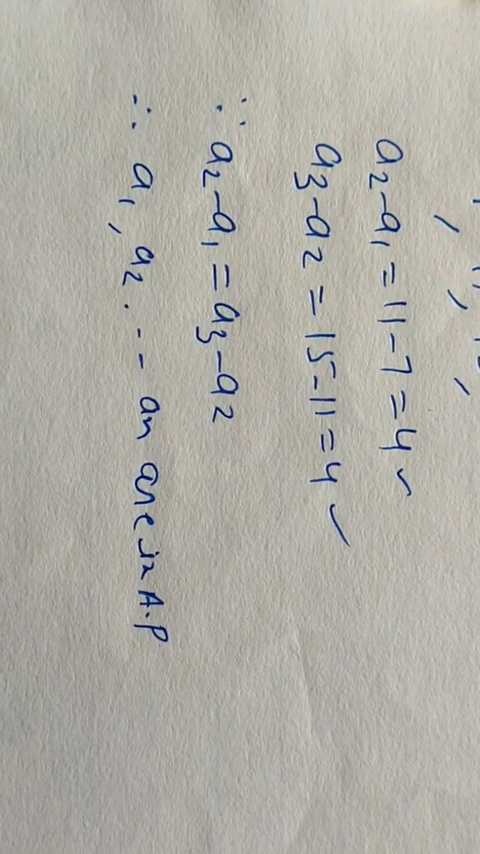 a₂-a₁ = 11-7 = 4 ✓
a₃-a₂ = 15-11 = 4 ✓
∵ a₂-a₁ = a₃-a₂
∴ a₁, a₂ . - - an are in A.P